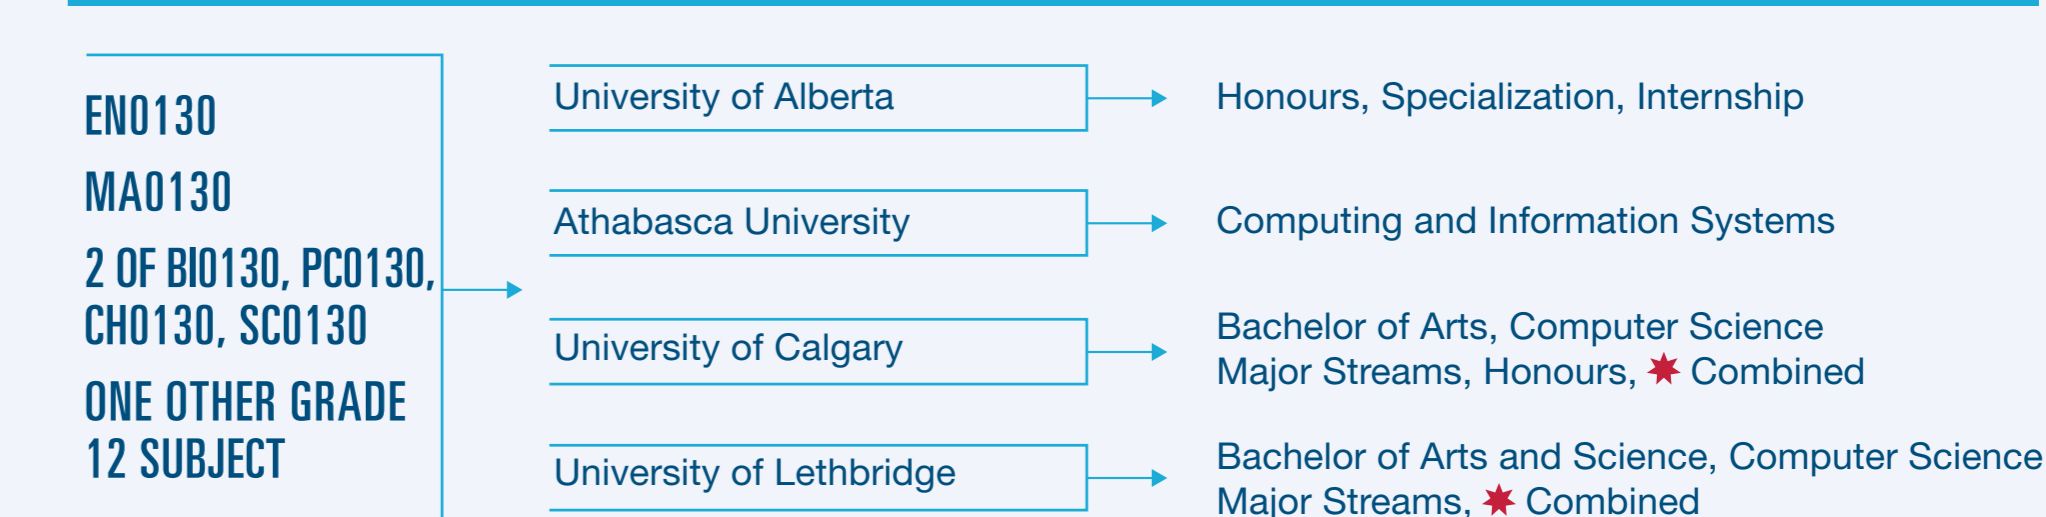 EN0130
MA0130
2 OF BI0130, PC0130,
CH0130, SC0130
ONE OTHER GRADE
12 SUBJECT
University of Alberta
Honours, Specialization, Internship
Athabasca University
Computing and Information Systems
University of Calgary
Bachelor of Arts, Computer Science
Major Streams, Honours, ✷ Combined
University of Lethbridge
Bachelor of Arts and Science, Computer Science
Major Streams, ✷ Combined